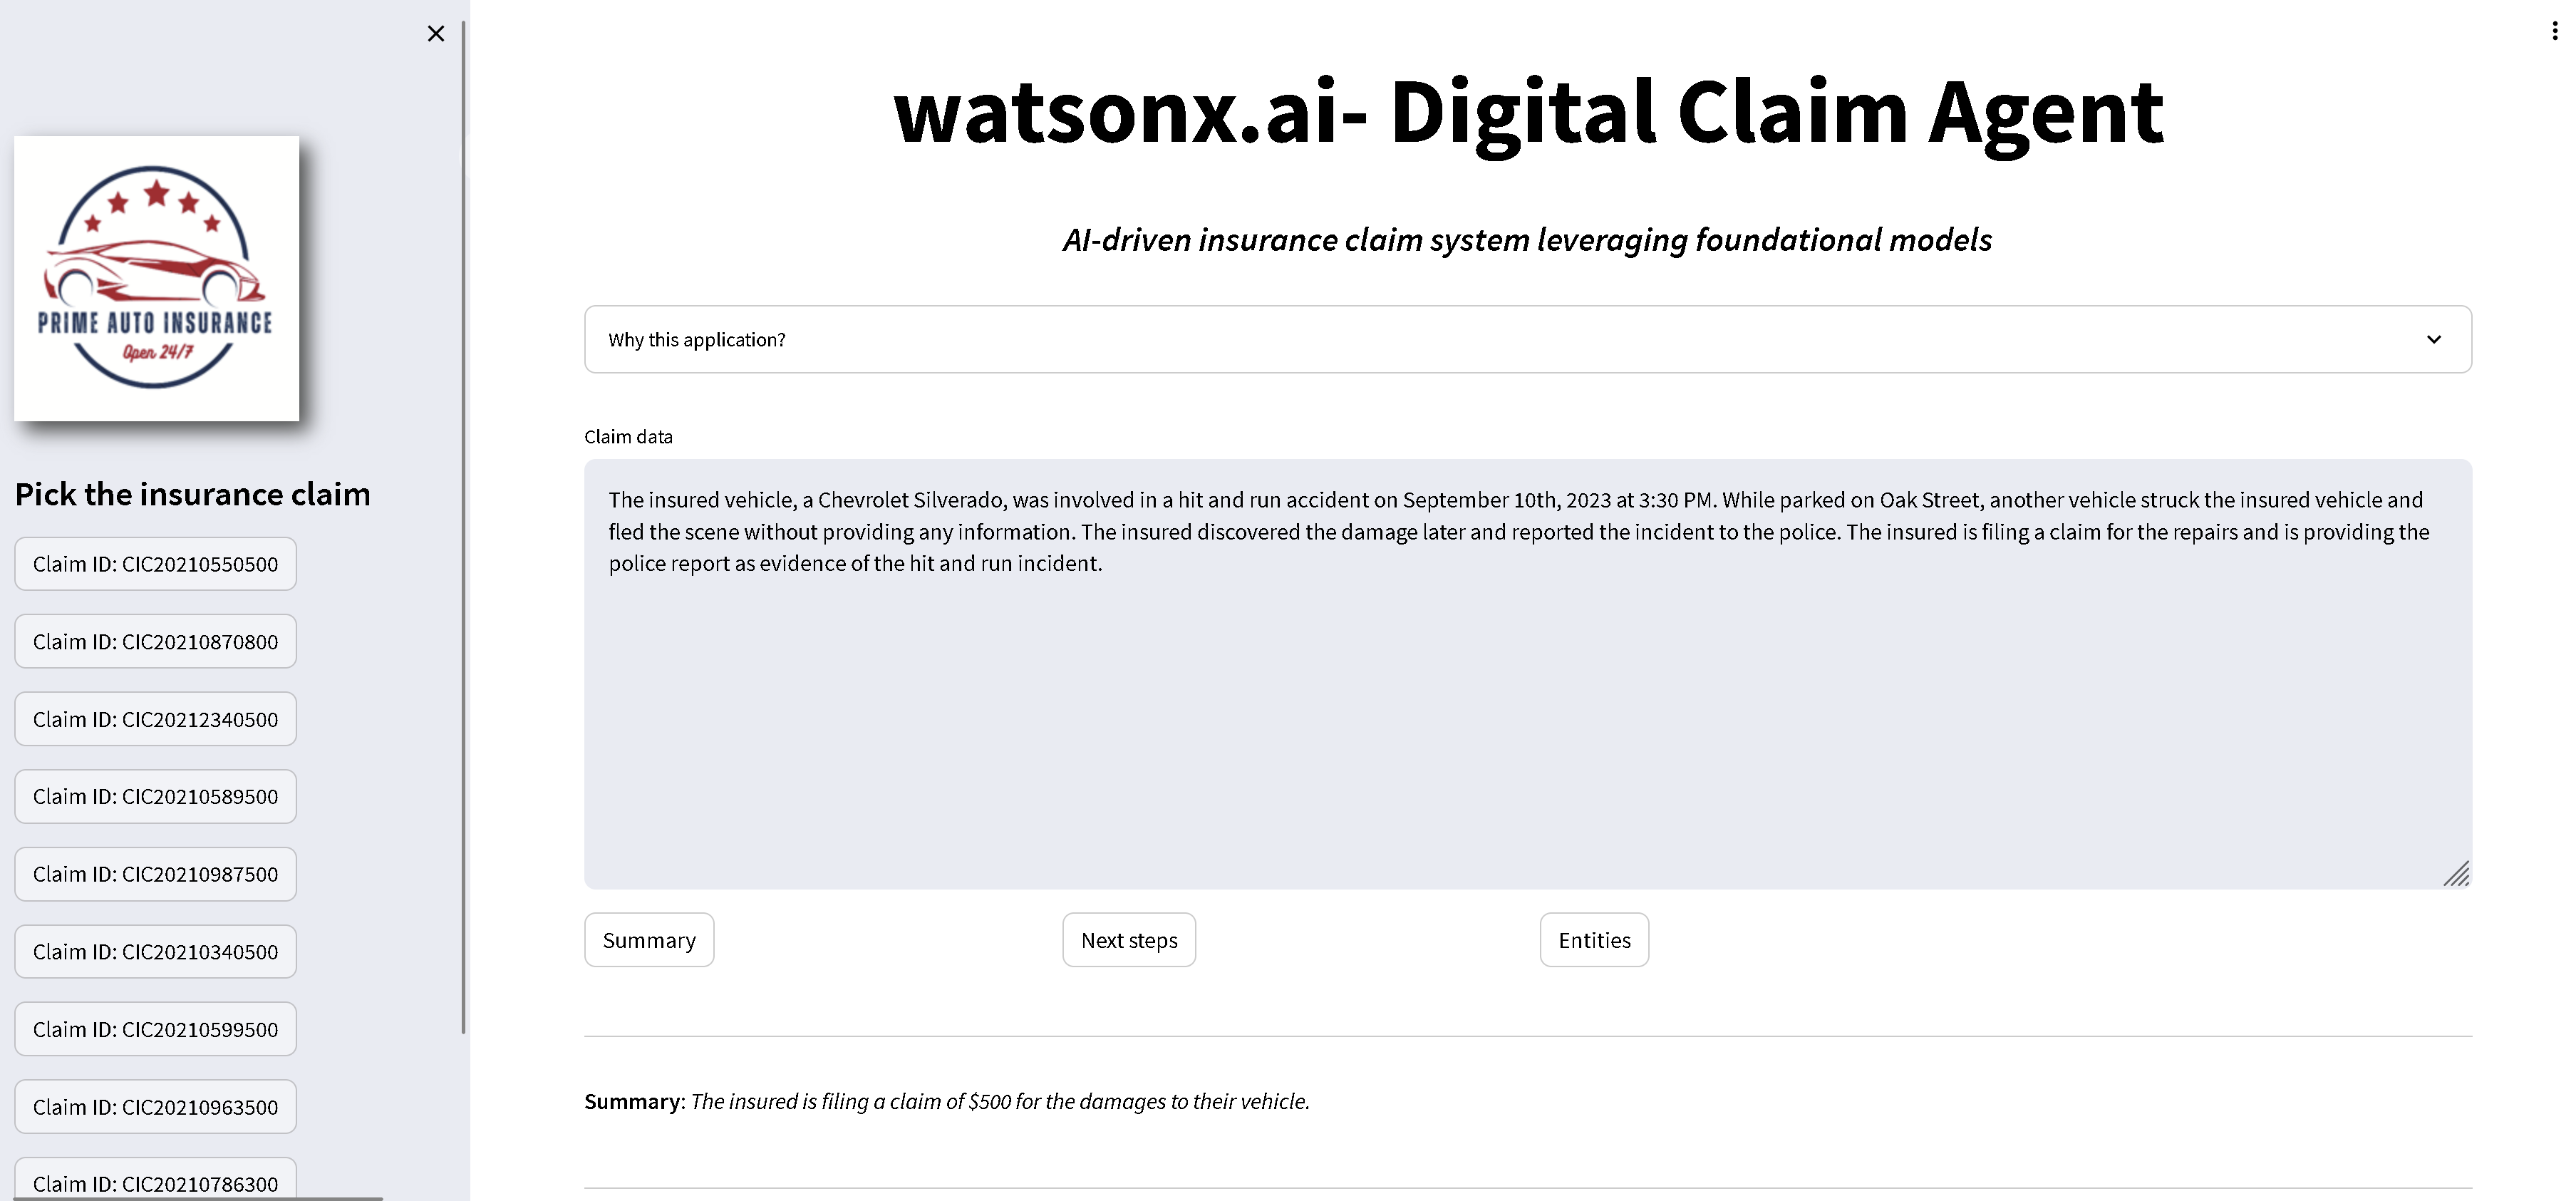 PRIME AUTO INSURANCE
Open 24/7
Pick the insurance claim
Claim ID: CIC20210550500
Claim ID: CIC20210870800
Claim ID: CIC20212340500
Claim ID: CIC20210589500
Claim ID: CIC20210987500
Claim ID: CIC20210340500
Claim ID: CIC20210599500
Claim ID: CIC20210963500
Claim ID: CIC20210786300
watsonx.ai- Digital Claim Agent
AI-driven insurance claim system leveraging foundational models
Why this application?
Claim data
The insured vehicle, a Chevrolet Silverado, was involved in a hit and run accident on September 10th, 2023 at 3:30 PM. While parked on Oak Street, another vehicle struck the insured vehicle and
fled the scene without providing any information. The insured discovered the damage later and reported the incident to the police. The insured is filing a claim for the repairs and is providing the
police report as evidence of the hit and run incident.
Summary
Next steps
Entities
Summary: The insured is filing a claim of $500 for the damages to their vehicle.